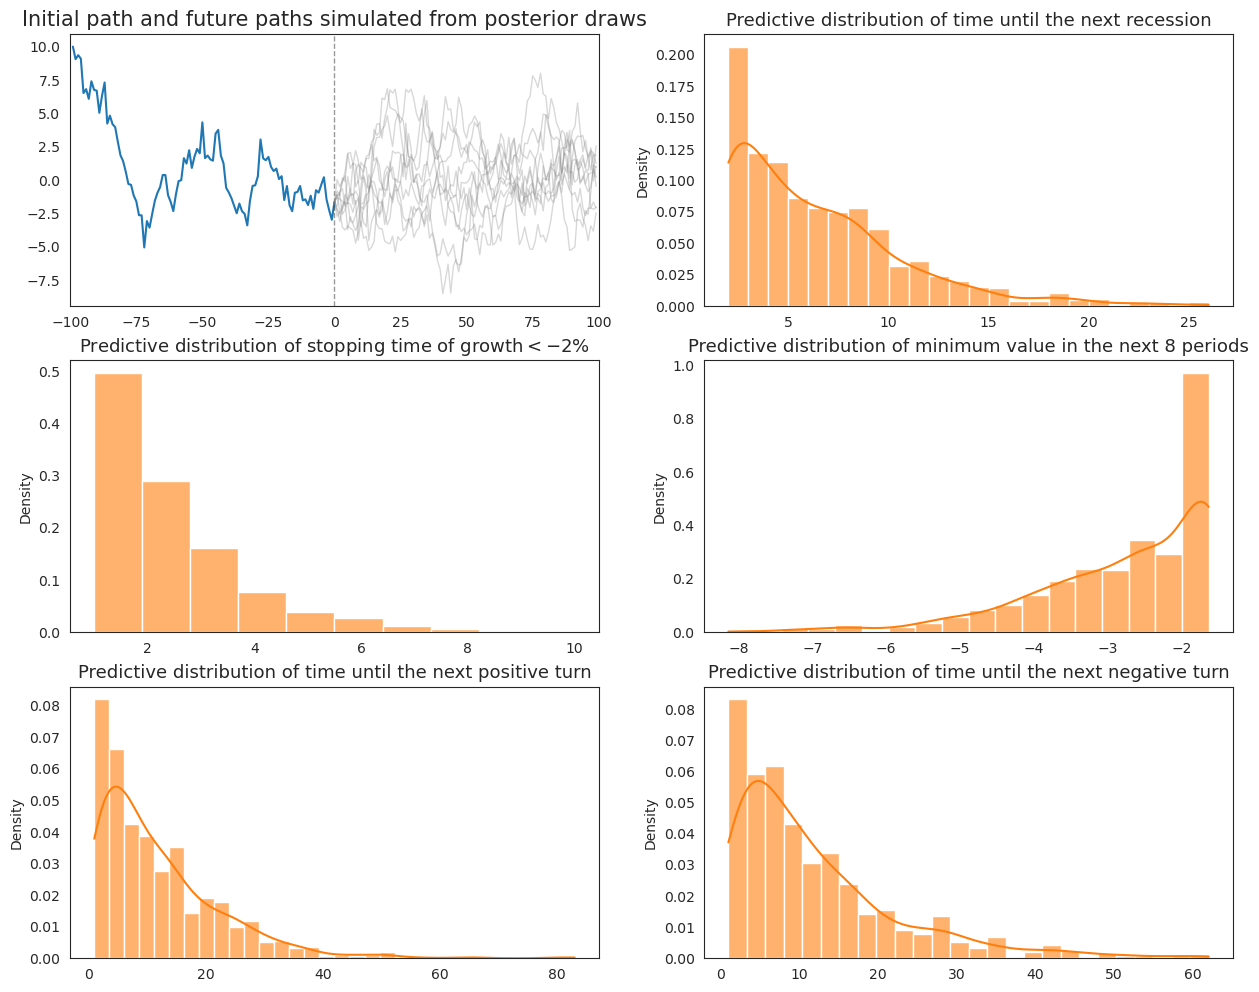 Initial path and future paths simulated from posterior draws
10.0
7.5
5.0
2.5
0.0
−2.5
−5.0
−7.5
−100 −75 −50 −25 0 25 50 75 100
Predictive distribution of time until the next recession
Density
0.200
0.175
0.150
0.125
0.100
0.075
0.050
0.025
0.000
5 10 15 20 25
Predictive distribution of stopping time of growth < −2%
Density
0.5
0.4
0.3
0.2
0.1
0.0
2 4 6 8 10
Predictive distribution of minimum value in the next 8 periods
Density
1.0
0.8
0.6
0.4
0.2
0.0
−8 −7 −6 −5 −4 −3 −2
Predictive distribution of time until the next positive turn
Density
0.08
0.07
0.06
0.05
0.04
0.03
0.02
0.01
0.00
0 20 40 60 80
Predictive distribution of time until the next negative turn
Density
0.08
0.07
0.06
0.05
0.04
0.03
0.02
0.01
0.00
0 10 20 30 40 50 60